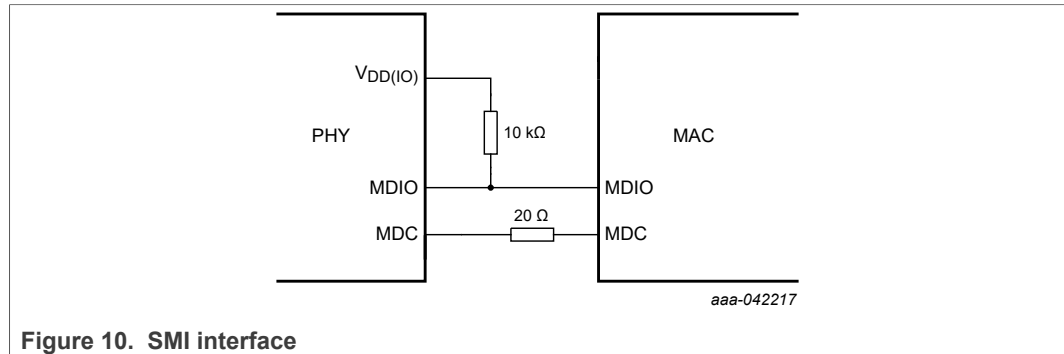 VDD(IO)
10 kΩ
PHY
MAC
MDIO
MDIO
20 Ω
MDC
MDC
aaa-042217
Figure 10. SMI interface